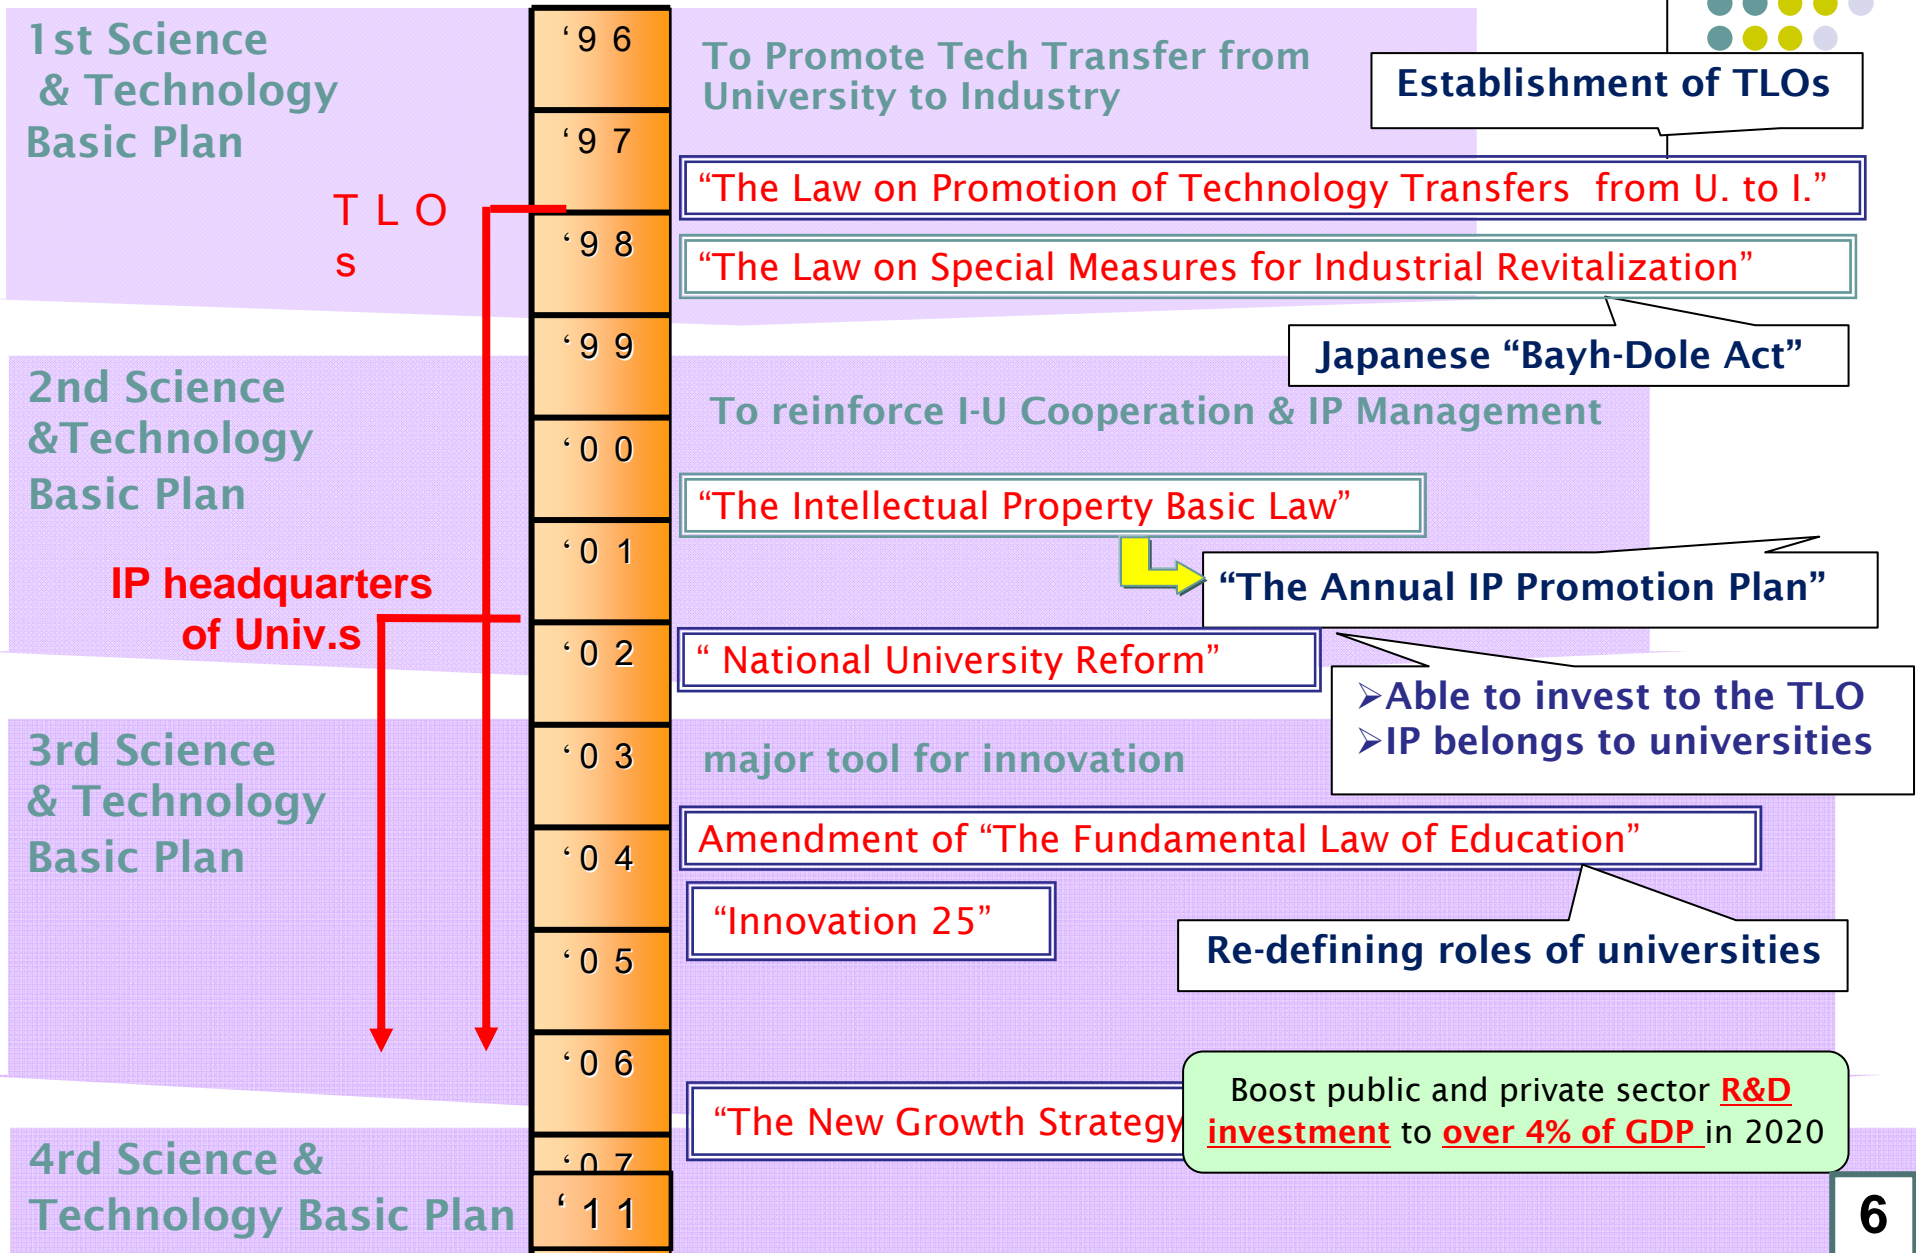 1st Science
& Technology
Basic Plan
T L O
s
‘9 6
‘9 7
‘9 8
‘9 9
‘0 0
‘0 1
‘0 2
‘0 3
‘0 4
‘0 5
‘0 6
‘0 7
‘1 1
To Promote Tech Transfer from
University to Industry
Establishment of TLOs
“The Law on Promotion of Technology Transfers from U. to I.”
“The Law on Special Measures for Industrial Revitalization”
Japanese “Bayh-Dole Act”
2nd Science
&Technology
Basic Plan
To reinforce I-U Cooperation & IP Management
“The Intellectual Property Basic Law”
“The Annual IP Promotion Plan”
IP headquarters
of Univ.s
“ National University Reform”
➢Able to invest to the TLO
➢IP belongs to universities
3rd Science
& Technology
Basic Plan
major tool for innovation
Amendment of “The Fundamental Law of Education”
“Innovation 25”
Re-defining roles of universities
“The New Growth Strategy
Boost public and private sector R&D
investment to over 4% of GDP in 2020
4rd Science &
Technology Basic Plan
6